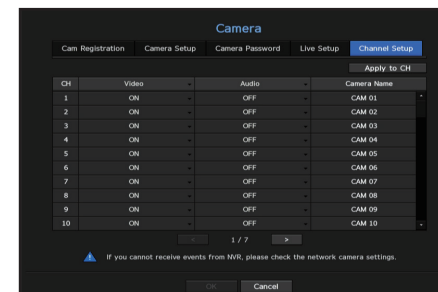 Camera
Cam Registration Camera Setup Camera Password Live Setup Channel Setup
Apply to CH
CH Video Audio Camera Name
1 ON OFF CAM 01
2 ON OFF CAM 02
3 ON OFF CAM 03
4 ON OFF CAM 04
5 ON OFF CAM 05
6 ON OFF CAM 06
7 ON OFF CAM 07
8 ON OFF CAM 08
9 ON OFF CAM 09
10 ON OFF CAM 10
< 1 / 7 >
If you cannot receive events from NVR, please check the network camera settings.
OK Cancel